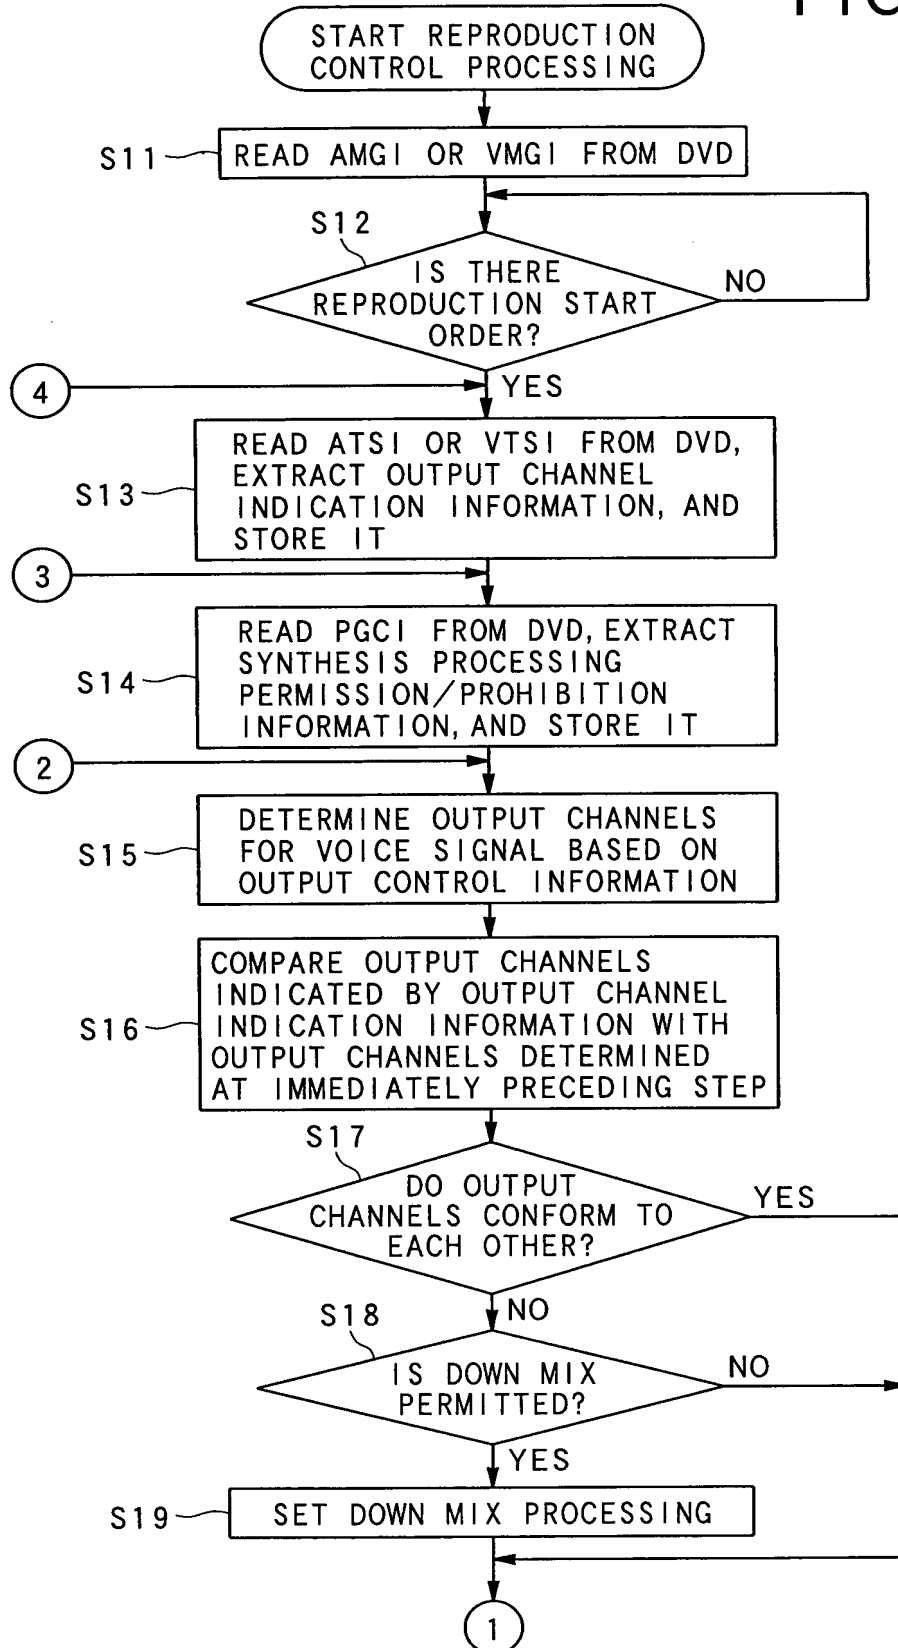 START REPRODUCTION
CONTROL PROCESSING
S11
READ AMGI OR VMGI FROM DVD
S12
IS THERE
REPRODUCTION START
ORDER?
NO
4
YES
S13
READ ATSI OR VTSI FROM DVD,
EXTRACT OUTPUT CHANNEL
INDICATION INFORMATION, AND
STORE IT
3
S14
READ PGCI FROM DVD, EXTRACT
SYNTHESIS PROCESSING
PERMISSION/PROHIBITION
INFORMATION, AND STORE IT
2
S15
DETERMINE OUTPUT CHANNELS
FOR VOICE SIGNAL BASED ON
OUTPUT CONTROL INFORMATION
S16
COMPARE OUTPUT CHANNELS
INDICATED BY OUTPUT CHANNEL
INDICATION INFORMATION WITH
OUTPUT CHANNELS DETERMINED
AT IMMEDIATELY PRECEDING STEP
S17
DO OUTPUT
CHANNELS CONFORM TO
EACH OTHER?
YES
NO
S18
IS DOWN MIX
PERMITTED?
NO
YES
S19
SET DOWN MIX PROCESSING
1